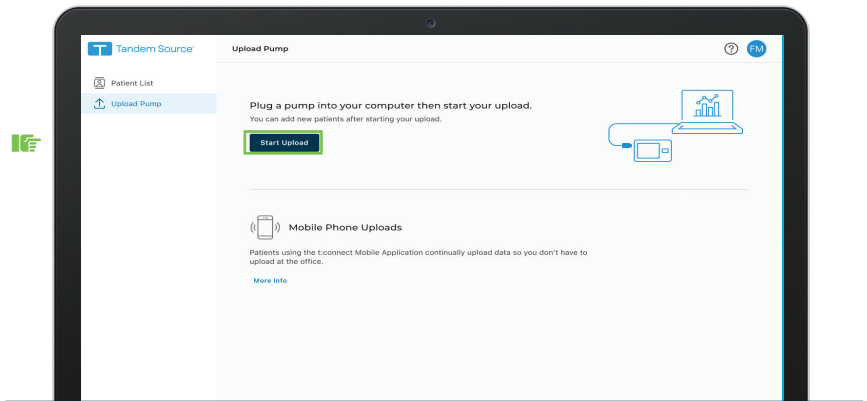 Tandem Source
Upload Pump
FM
Patient List
Upload Pump
Plug a pump into your computer then start your upload.
You can add new patients after starting your upload.
Start Upload
Mobile Phone Uploads
Patients using the t:connect Mobile Application continually upload data so you don't have to
upload at the office.
More Info